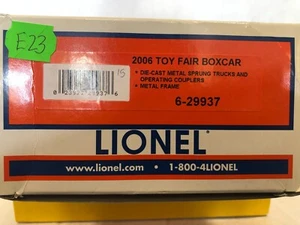 E23
2006 TOY FAIR BOXCAR
• DIE-CAST METAL SPRUNG TRUCKS AND
OPERATING COUPLERS
• METAL FRAME
15
6-29937
LIONEL®
www.lionel.com • 1-800-4LIONEL